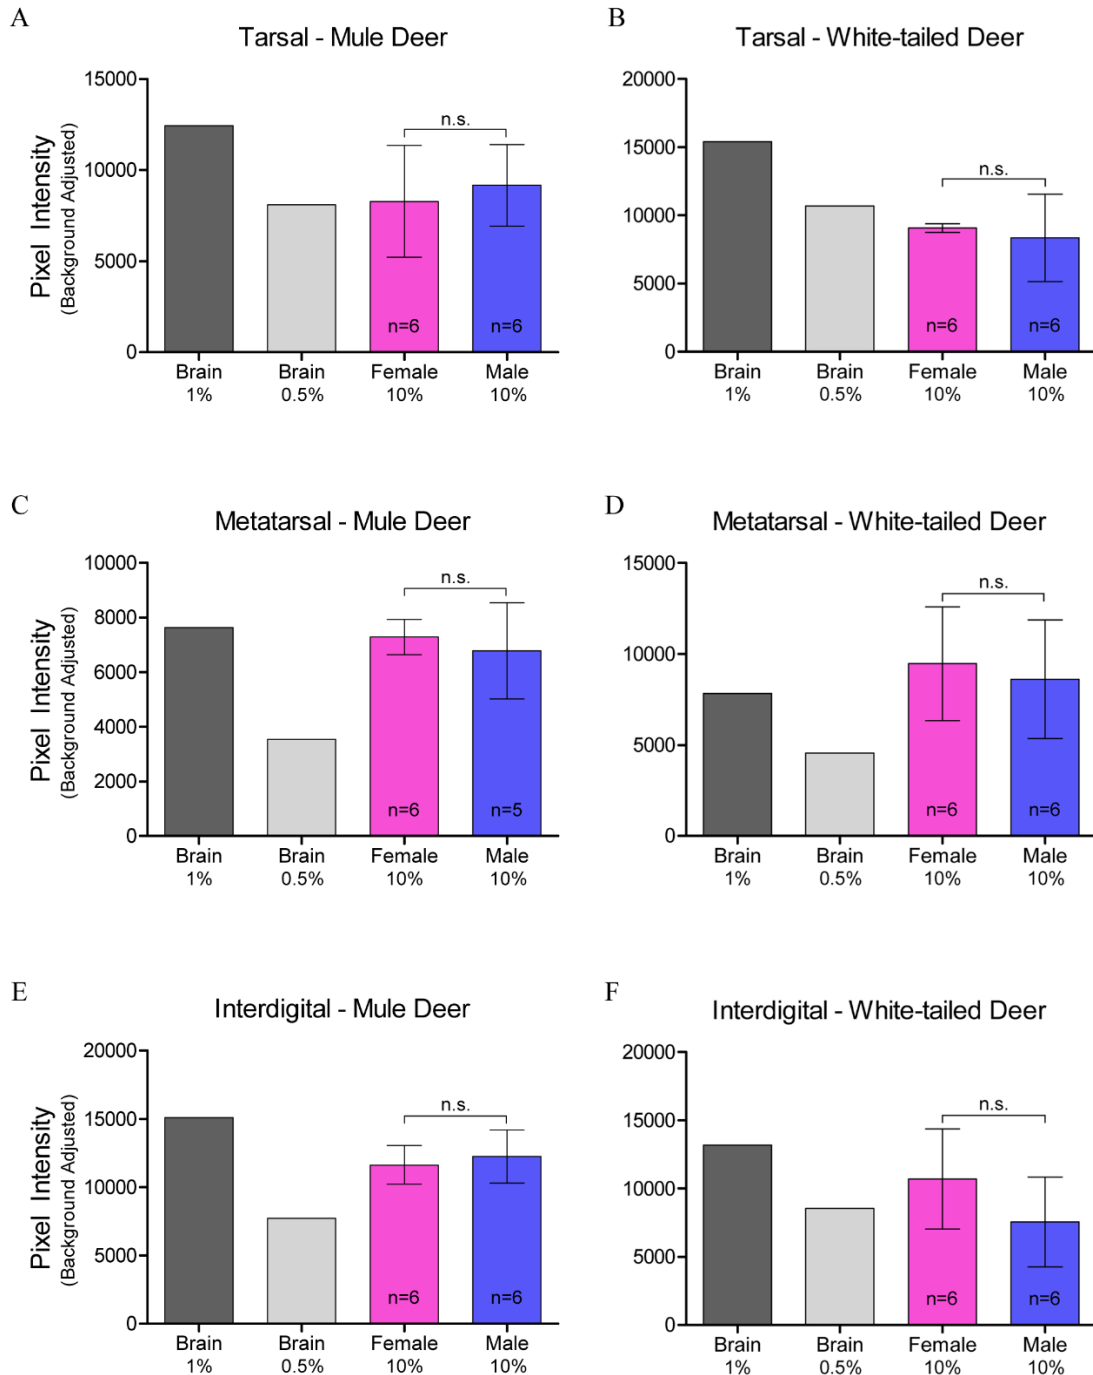 A
Tarsal - Mule Deer
Pixel Intensity
(Background Adjusted)
15000
10000
5000
0
n.s.
n=6
n=6
Brain Brain Female Male
1% 0.5% 10% 10%
B
Tarsal - White-tailed Deer
20000
15000
10000
5000
0
n.s.
n=6
n=6
Brain Brain Female Male
1% 0.5% 10% 10%
C
Metatarsal - Mule Deer
Pixel Intensity
(Background Adjusted)
10000
8000
6000
4000
2000
0
n.s.
n=6
n=5
Brain Brain Female Male
1% 0.5% 10% 10%
D
Metatarsal - White-tailed Deer
15000
10000
5000
0
n.s.
n=6
n=6
Brain Brain Female Male
1% 0.5% 10% 10%
E
Interdigital - Mule Deer
Pixel Intensity
(Background Adjusted)
20000
15000
10000
5000
0
n.s.
n=6
n=6
Brain Brain Female Male
1% 0.5% 10% 10%
F
Interdigital - White-tailed Deer
20000
15000
10000
5000
0
n.s.
n=6
n=6
Brain Brain Female Male
1% 0.5% 10% 10%